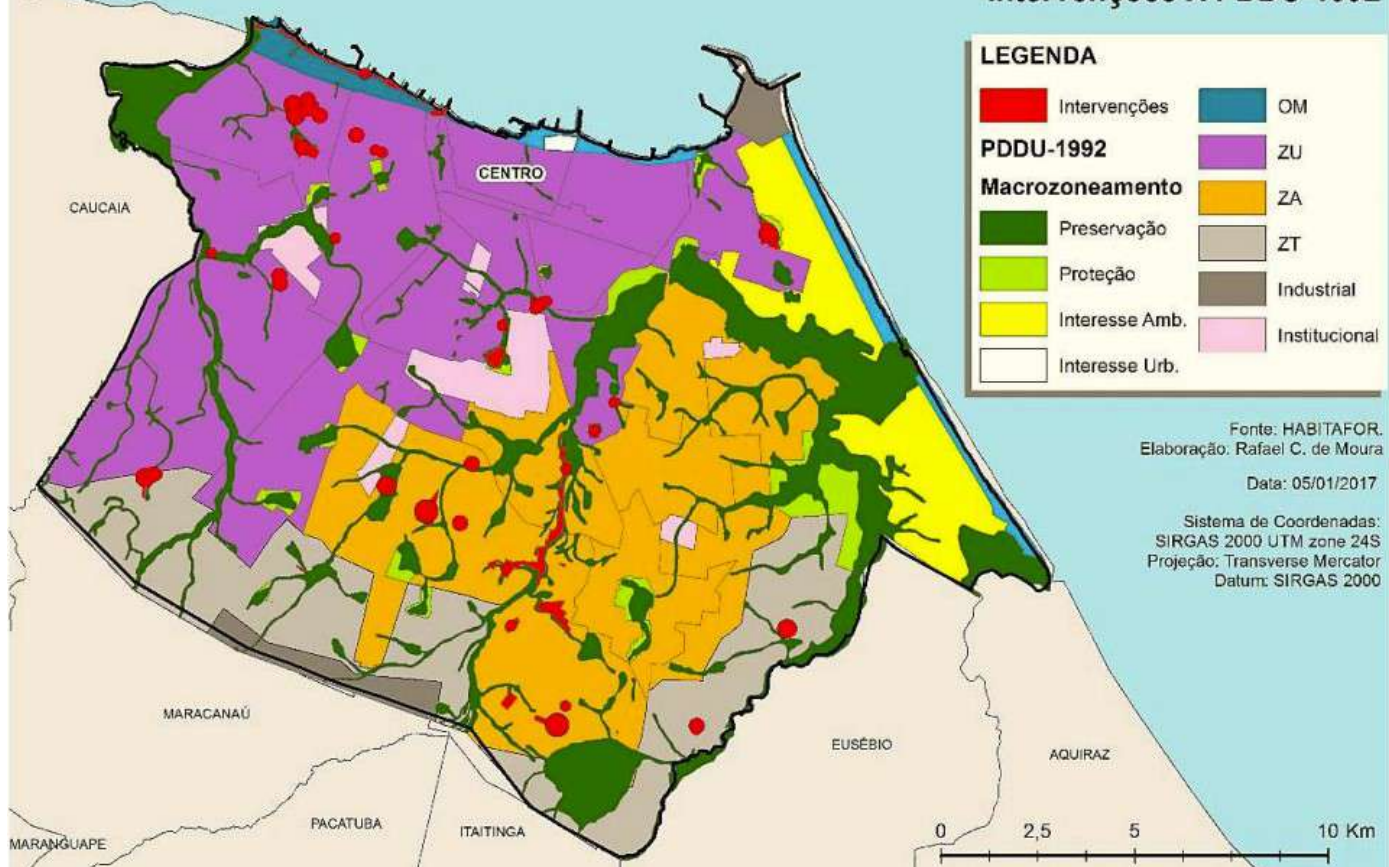 LEGENDA
Intervenções
PDDU-1992
Macrozoneamento
Preservação
Proteção
Interesse Amb.
Interesse Urb.
OM
ZU
ZA
ZT
Industrial
Institucional
CENTRO
CAUCAIA
MARACANAÚ
PACATUBA
ITAITINGA
MARANGUAPE
EUSÉBIO
AQUIRAZ
Fonte: HABITAFOR.
Elaboração: Rafael C. de Moura
Data: 05/01/2017
Sistema de Coordenadas:
SIRGAS 2000 UTM zone 24S
Projeção: Transverse Mercator
Datum: SIRGAS 2000
0 2,5 5 10 Km